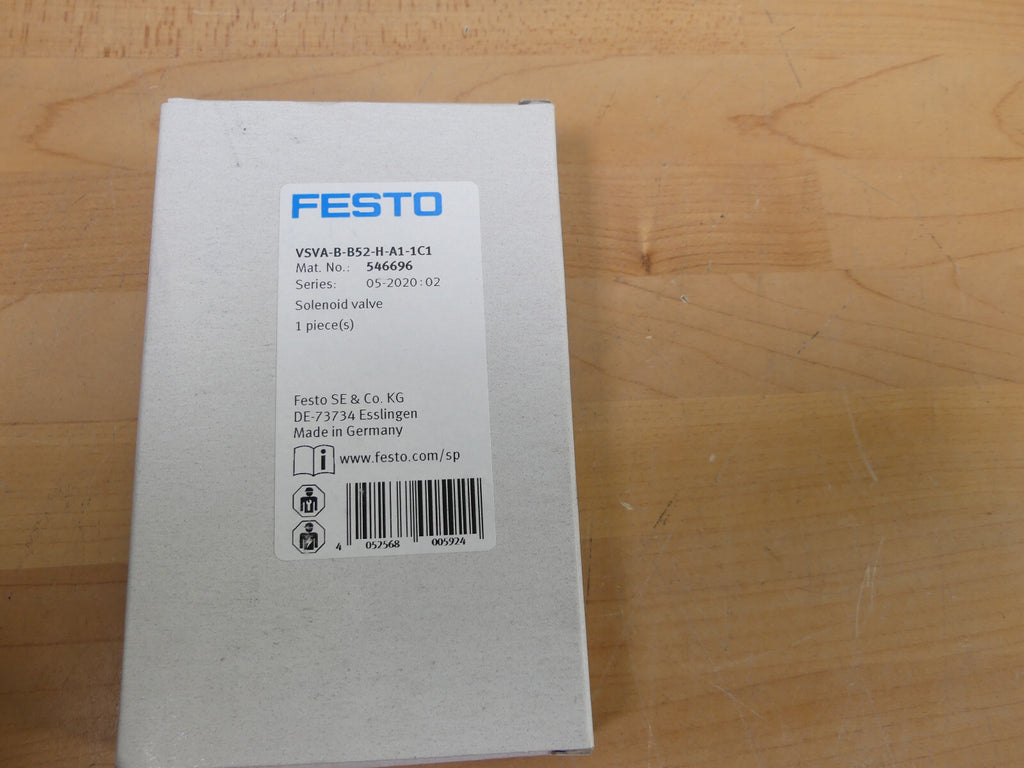 FESTO
VSVA-B-B52-H-A1-1C1
Mat. No.: 546696
Series: 05-2020:02
Solenoid valve
1 piece(s)
Festo SE & Co. KG
DE-73734 Esslingen
Made in Germany
i www.festo.com/sp
4 052568 005924